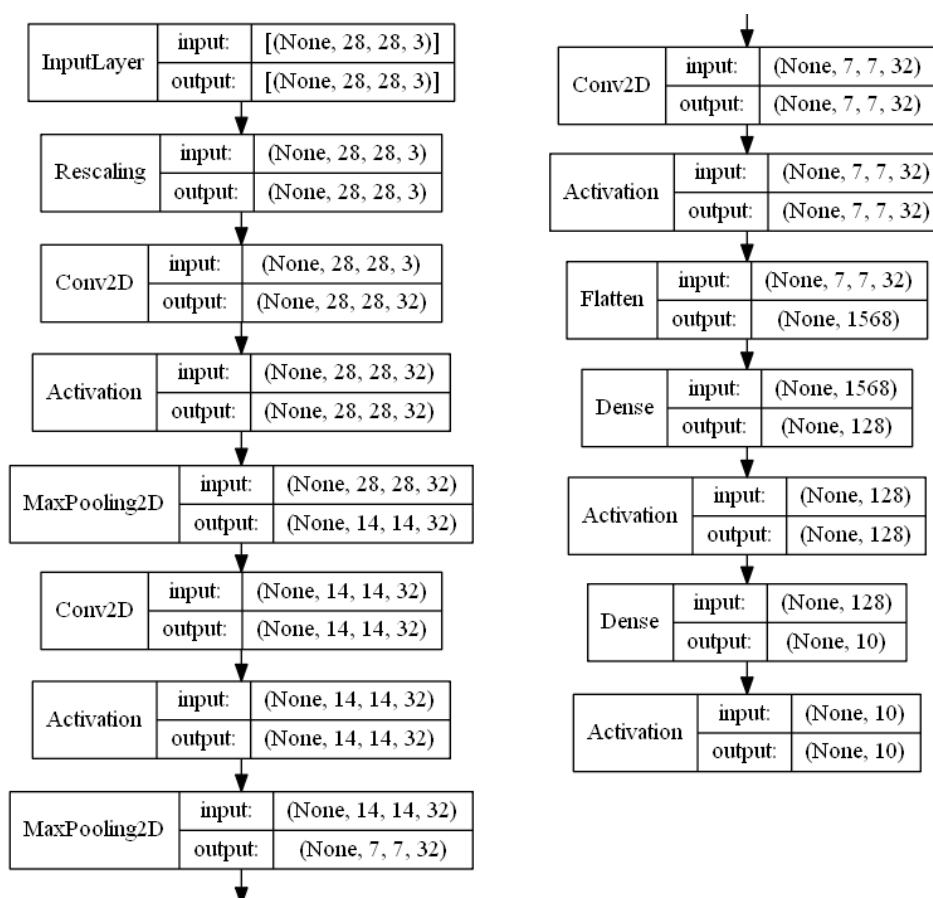 InputLayer
input: [(None, 28, 28, 3)]
output: [(None, 28, 28, 3)]
Rescaling
input: (None, 28, 28, 3)
output: (None, 28, 28, 3)
Conv2D
input: (None, 28, 28, 3)
output: (None, 28, 28, 32)
Activation
input: (None, 28, 28, 32)
output: (None, 28, 28, 32)
MaxPooling2D
input: (None, 28, 28, 32)
output: (None, 14, 14, 32)
Conv2D
input: (None, 14, 14, 32)
output: (None, 14, 14, 32)
Activation
input: (None, 14, 14, 32)
output: (None, 14, 14, 32)
MaxPooling2D
input: (None, 14, 14, 32)
output: (None, 7, 7, 32)
Conv2D
input: (None, 7, 7, 32)
output: (None, 7, 7, 32)
Activation
input: (None, 7, 7, 32)
output: (None, 7, 7, 32)
Flatten
input: (None, 7, 7, 32)
output: (None, 1568)
Dense
input: (None, 1568)
output: (None, 128)
Activation
input: (None, 128)
output: (None, 128)
Dense
input: (None, 128)
output: (None, 10)
Activation
input: (None, 10)
output: (None, 10)